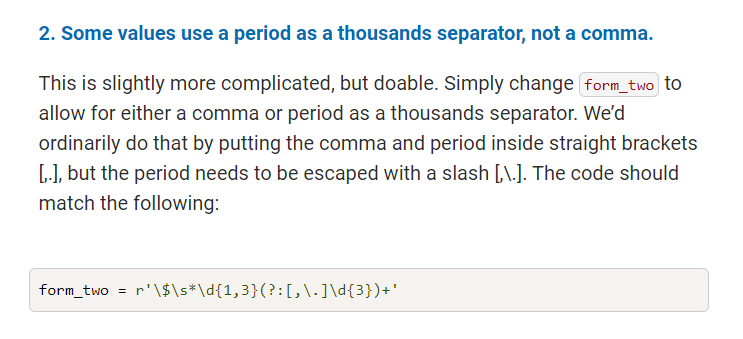 2. Some values use a period as a thousands separator, not a comma.
This is slightly more complicated, but doable. Simply change form_two to
allow for either a comma or period as a thousands separator. We’d
ordinarily do that by putting the comma and period inside straight brackets
[,.], but the period needs to be escaped with a slash [,\.]. The code should
match the following:
form_two = r'\$\s*\d{1,3}(?:[,\.]\d{3})+'